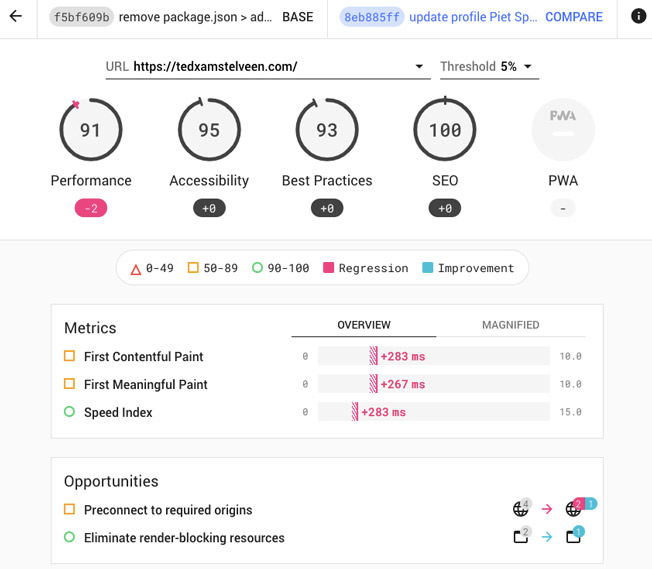 f5bf609b remove package.json > ad... BASE 8eb885ff update profile Piet Sp... COMPARE
URL https://tedxamstelveen.com/ Threshold 5%
91 95 93 100 PWA
Performance Accessibility Best Practices SEO PWA
-2 +0 +0 +0 -
0-49 50-89 90-100 Regression Improvement
Metrics OVERVIEW MAGNIFIED
First Contentful Paint 0 +283 ms 10.0
First Meaningful Paint 0 +267 ms 10.0
Speed Index 0 +283 ms 15.0
Opportunities
Preconnect to required origins 4 2 1
Eliminate render-blocking resources 2 1